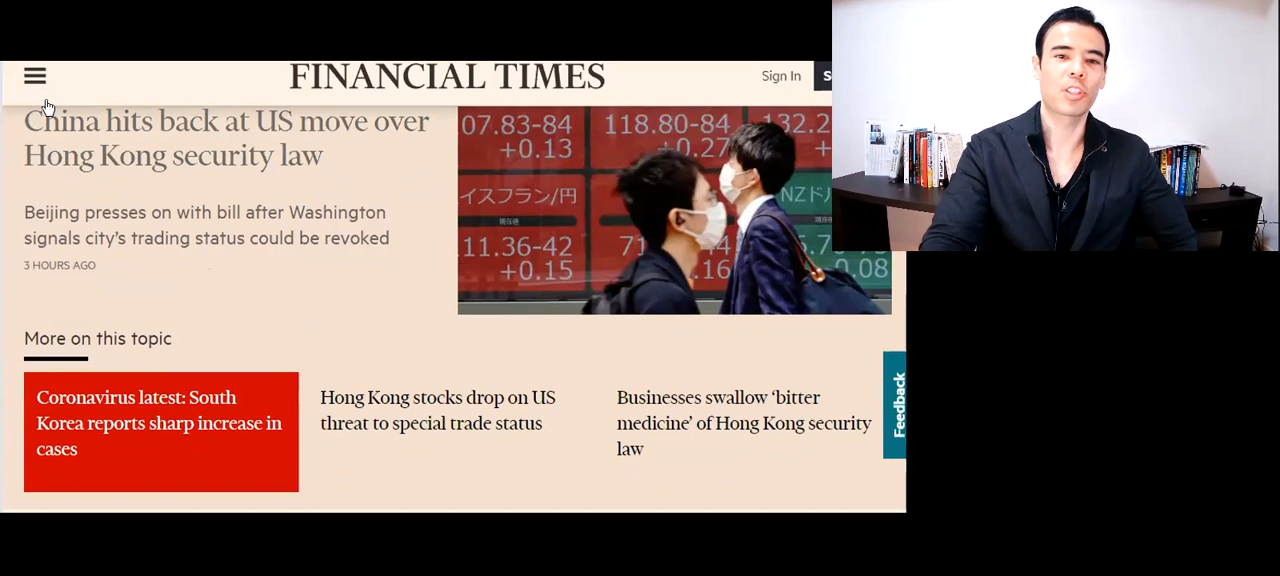 FINANCIAL TIMES
Sign In
S
China hits back at US move over
Hong Kong security law
Beijing presses on with bill after Washington
signals city's trading status could be revoked
3 HOURS AGO
07.83-84
+0.13
118.80-84
+0.27
132.2
イスフラン/円
NZドル
11.36-42
+0.15
71
.16
0.08
More on this topic
Coronavirus latest: South
Korea reports sharp increase in
cases
Hong Kong stocks drop on US
threat to special trade status
Businesses swallow 'bitter
medicine' of Hong Kong security
law
Feedback